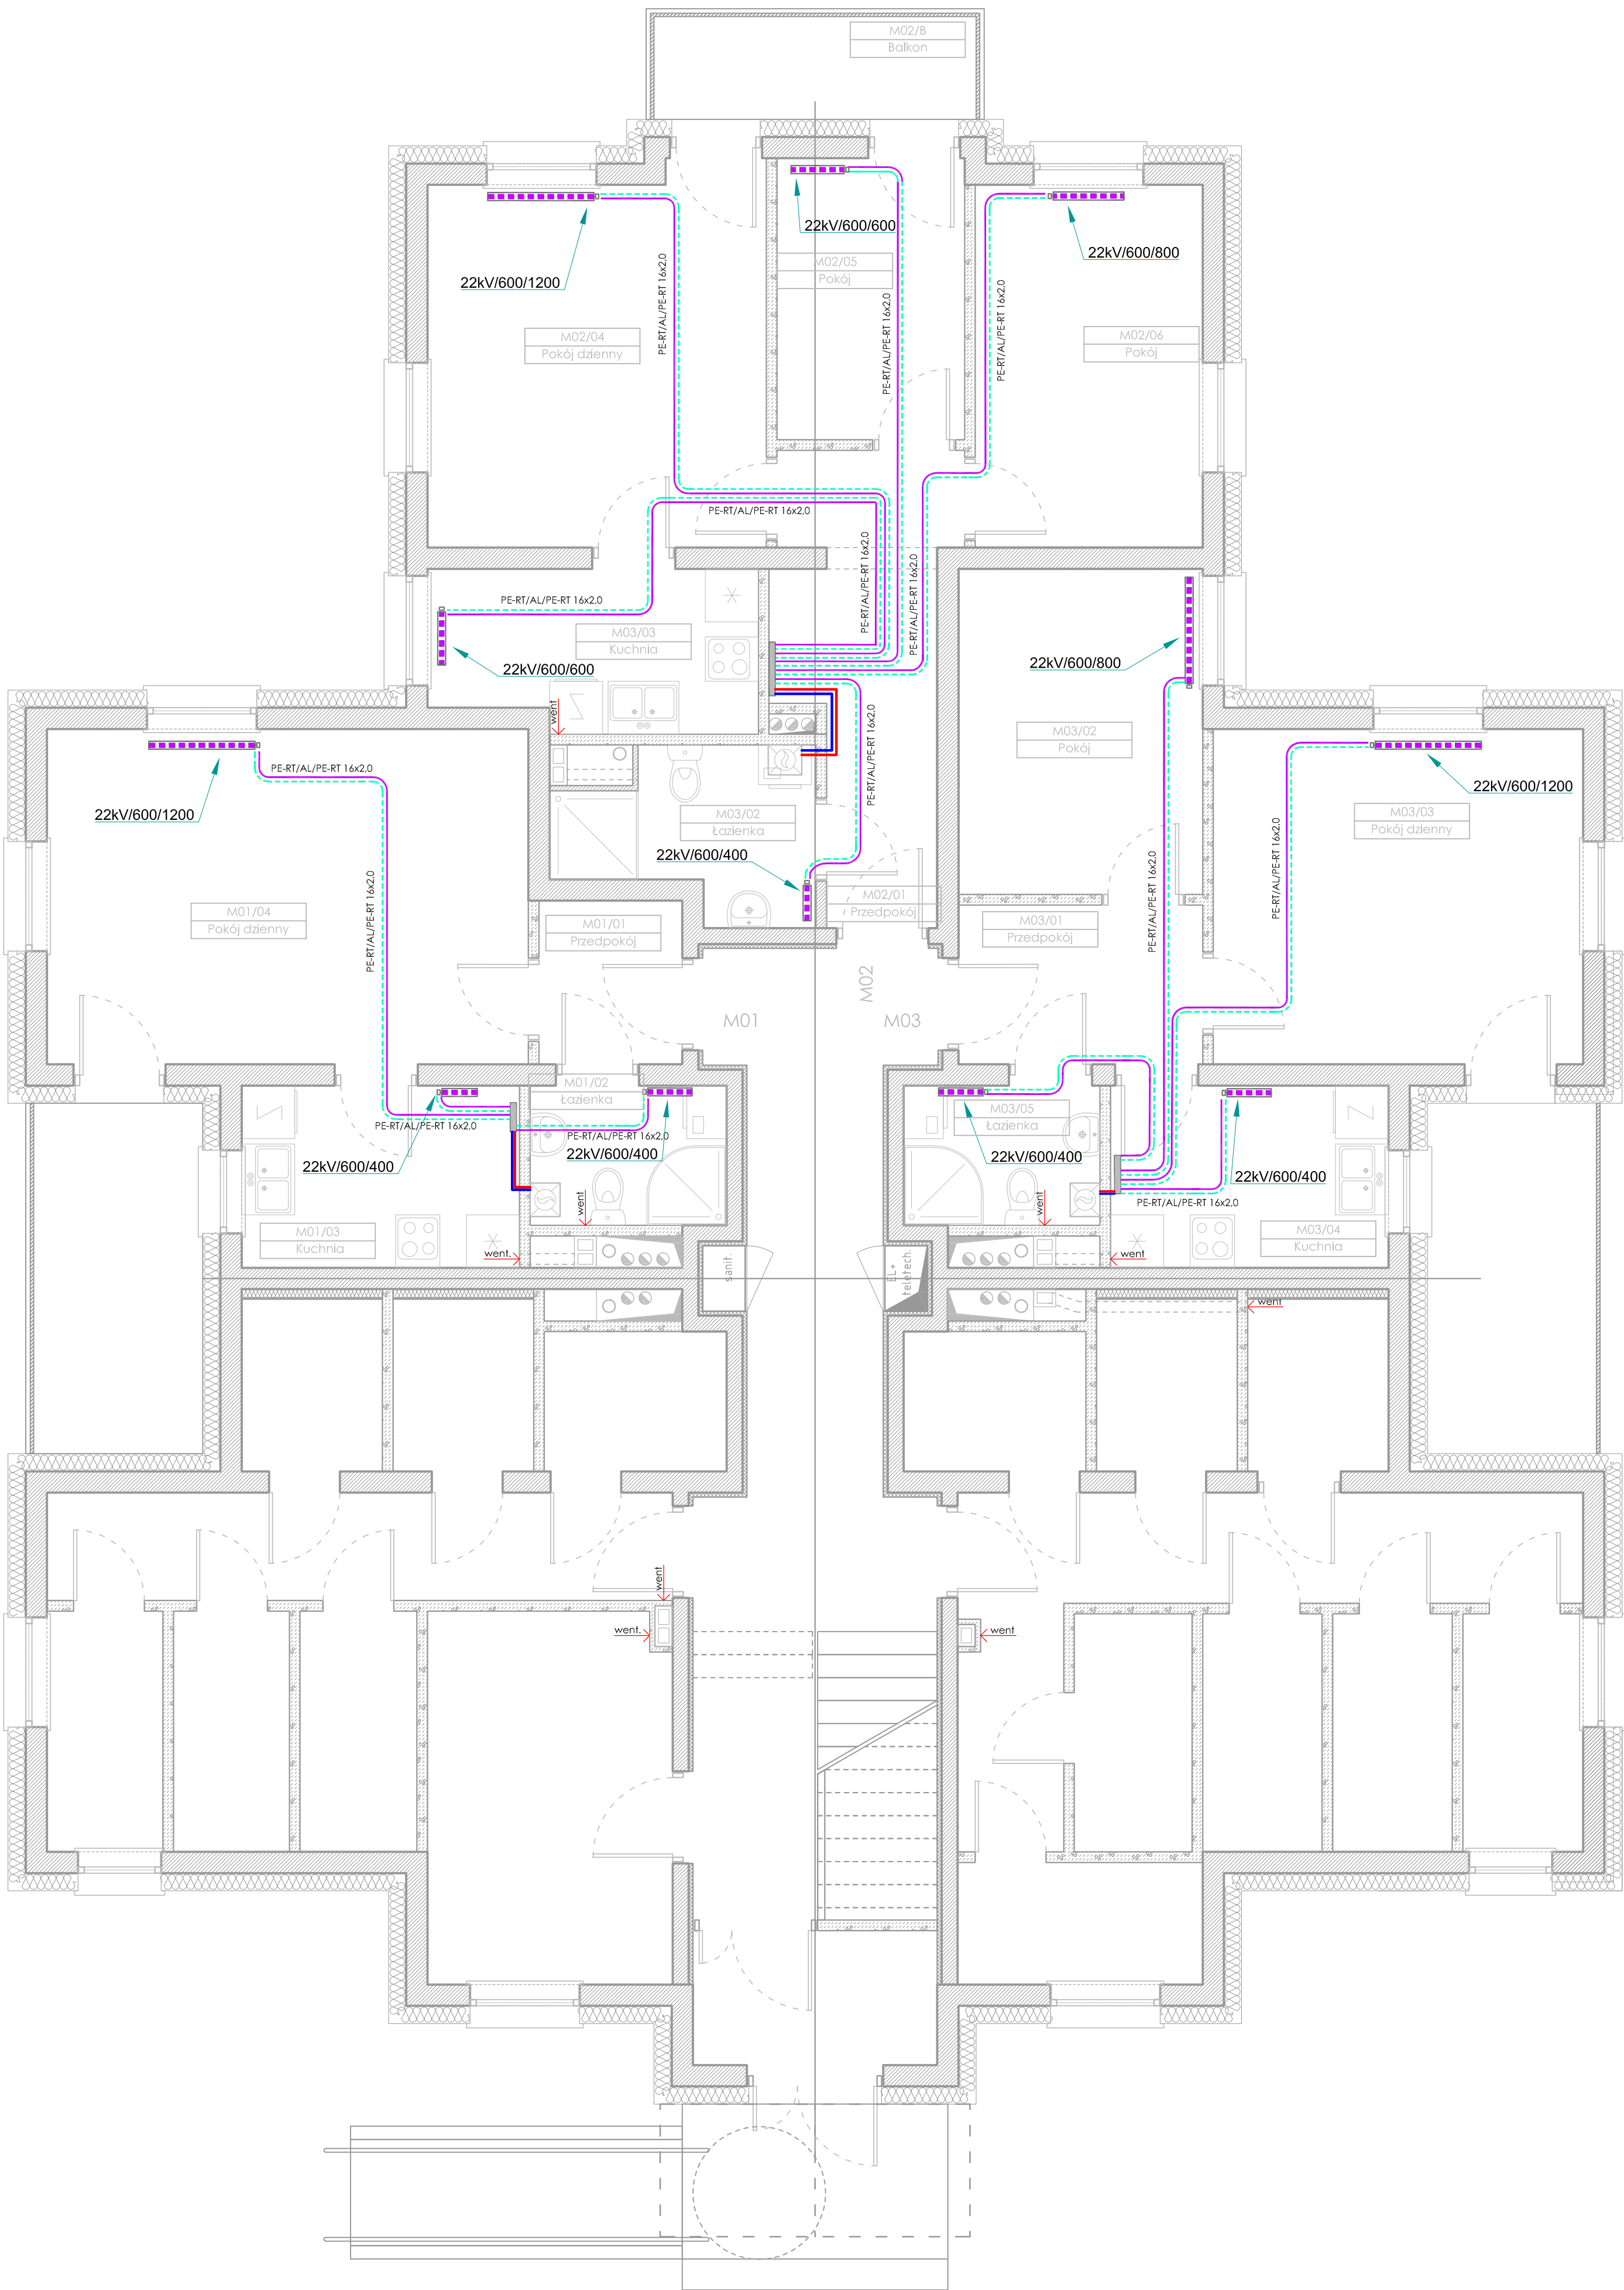 M02/B
Balkon
22kV/600/600
22kV/600/800
22kV/600/1200
M02/05
Pokój
PE-RT/AL/PE-RT 16x2,0
PE-RT/AL/PE-RT 16x2,0
PE-RT/AL/PE-RT 16x2,0
M02/04
Pokój dzienny
M02/06
Pokój
PE-RT/AL/PE-RT 16x2,0
PE-RT/AL/PE-RT 16x2,0
PE-RT/AL/PE-RT 16x2,0
PE-RT/AL/PE-RT 16x2,0
M03/03
Kuchnia
22kV/600/600
22kV/600/800
went
PE-RT/AL/PE-RT 16x2,0
M03/02
Pokój
PE-RT/AL/PE-RT 16x2,0
22kV/600/1200
22kV/600/1200
M03/02
Łazienka
M03/03
Pokój dzienny
22kV/600/400
PE-RT/AL/PE-RT 16x2,0
PE-RT/AL/PE-RT 16x2,0
PE-RT/AL/PE-RT 16x2,0
M01/04
Pokój dzienny
M01/01
Przedpokój
M02/01
Przedpokój
M03/01
Przedpokój
M01
M02
M03
M01/02
Łazienka
M03/05
Łazienka
PE-RT/AL/PE-RT 16x2,0
PE-RT/AL/PE-RT 16x2,0
22kV/600/400
22kV/600/400
22kV/600/400
22kV/600/400
PE-RT/AL/PE-RT 16x2,0
went
went
went
M01/03
Kuchnia
M03/04
Kuchnia
went.
sanit.
EL+
teletech.
went
went
went
went.
went